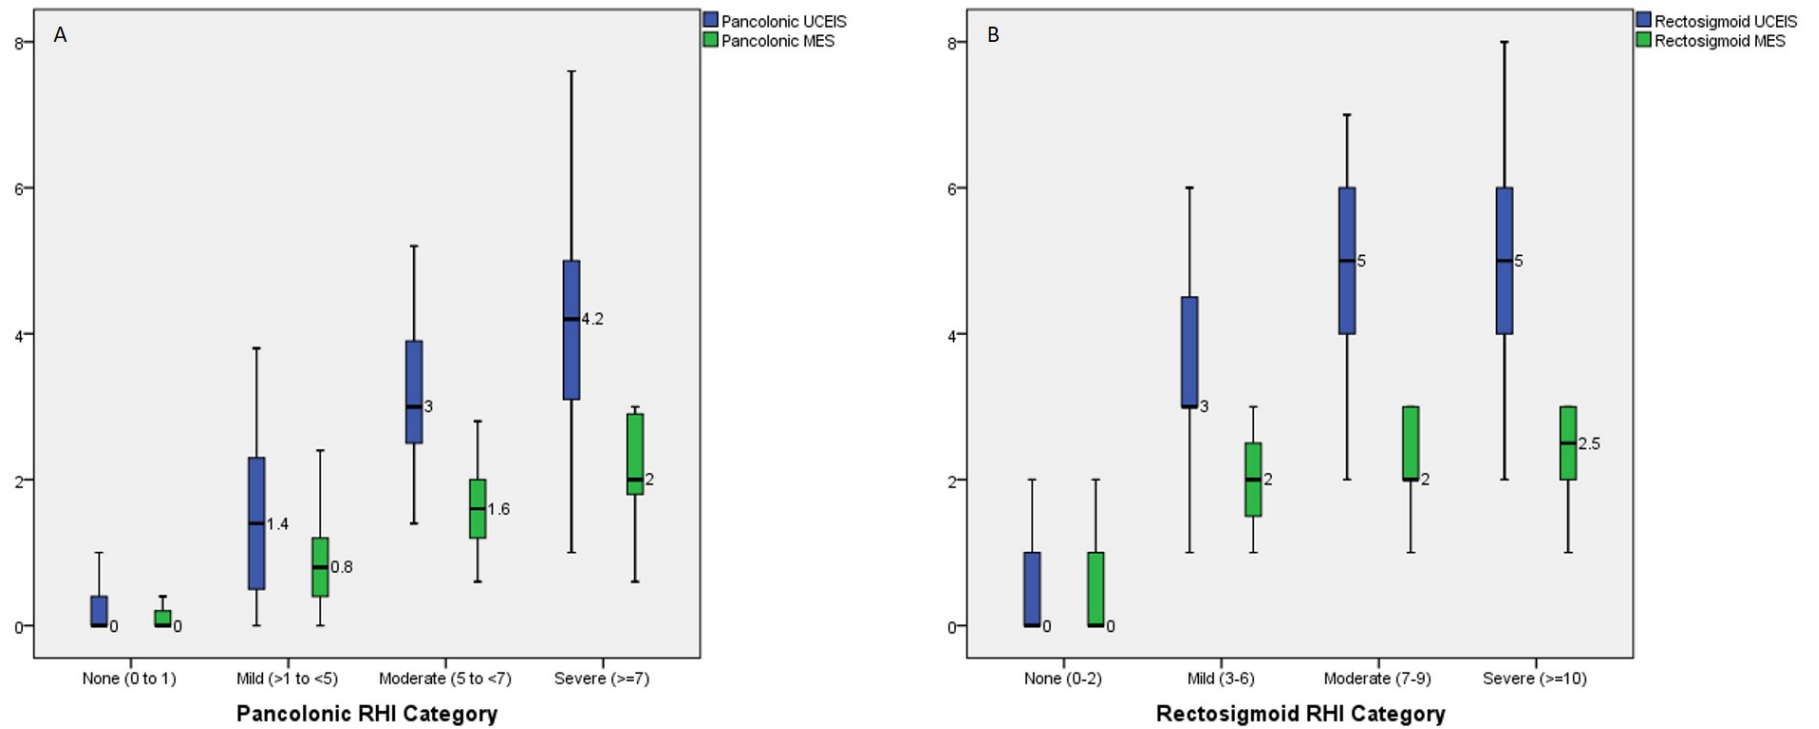 A
Pancolonic UCEIS
Pancolonic MES
8
6
4
2
0
0
0
1.4
0.8
3
1.6
4.2
2
None (0 to 1)
Mild (>1 to <5)
Moderate (5 to <7)
Severe (>=7)
Pancolonic RHI Category
B
Rectosigmoid UCEIS
Rectosigmoid MES
8
6
4
2
0
0
0
3
2
5
2
5
2.5
None (0-2)
Mild (3-6)
Moderate (7-9)
Severe (>=10)
Rectosigmoid RHI Category